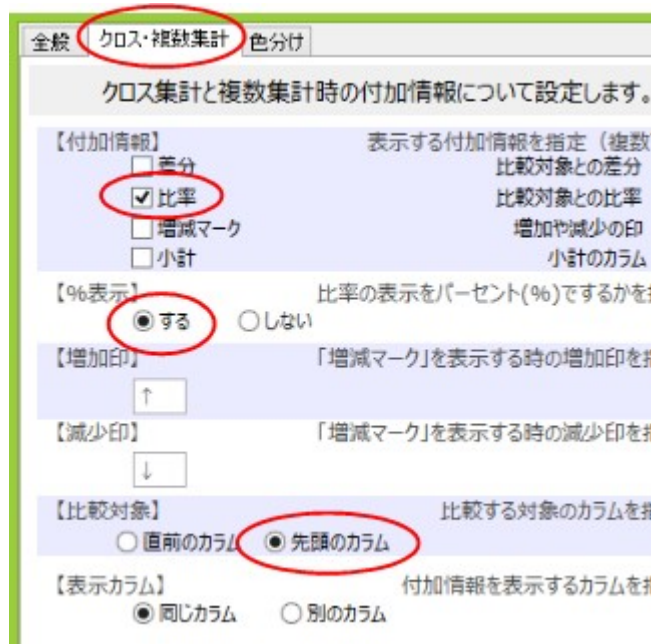 全般 クロス・複数集計 色分け
クロス集計と複数集計時の付加情報について設定します。
【付加情報】 表示する付加情報を指定（複数
差分 比較対象との差分
比率 比較対象との比率
増減マーク 増加や減少の印
小計 小計のカラム
【%表示】 比率の表示をパーセント(%)でするかを
する しない
【増加印】 「増減マーク」を表示する時の増加印を
↑
【減少印】 「増減マーク」を表示する時の減少印を
↓
【比較対象】 比較する対象のカラムを
直前のカラム 先頭のカラム
【表示カラム】 付加情報を表示するカラムを
同じカラム 別のカラム